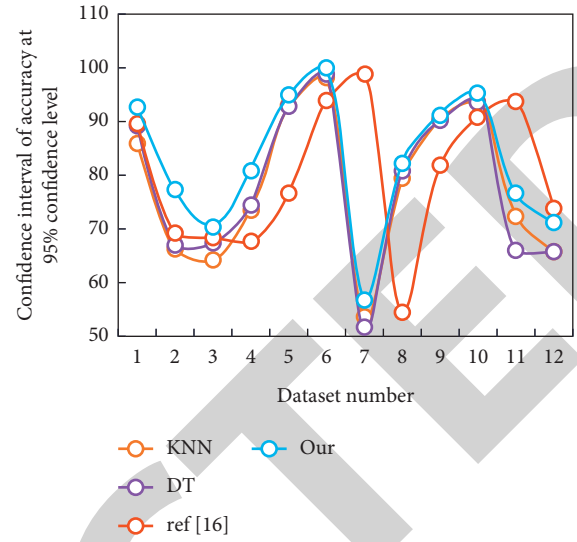 Confidence interval of accuracy at
95% confidence level
110
100
90
80
70
60
50
1 2 3 4 5 6 7 8 9 10 11 12
Dataset number
KNN Our
DT
ref [16]